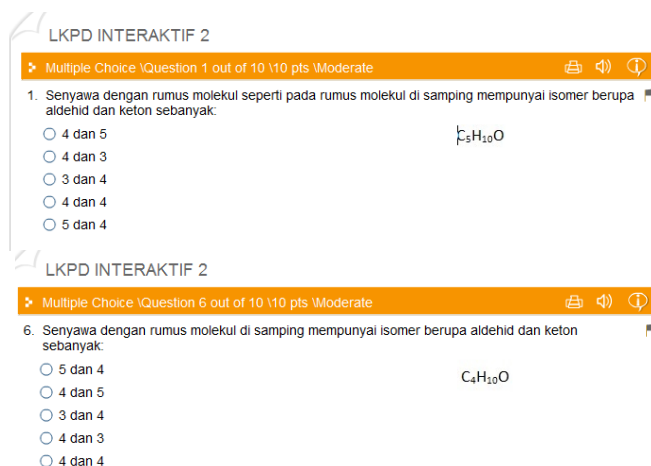 LKPD INTERAKTIF 2
Multiple Choice \Question 1 out of 10 \10 pts \Moderate
1. Senyawa dengan rumus molekul seperti pada rumus molekul di samping mempunyai isomer berupa
aldehid dan keton sebanyak:
4 dan 5
C₅H₁₀O
4 dan 3
3 dan 4
4 dan 4
5 dan 4
LKPD INTERAKTIF 2
Multiple Choice \Question 6 out of 10 \10 pts \Moderate
6. Senyawa dengan rumus molekul di samping mempunyai isomer berupa aldehid dan keton
sebanyak:
5 dan 4
C₄H₁₀O
4 dan 5
3 dan 4
4 dan 3
4 dan 4